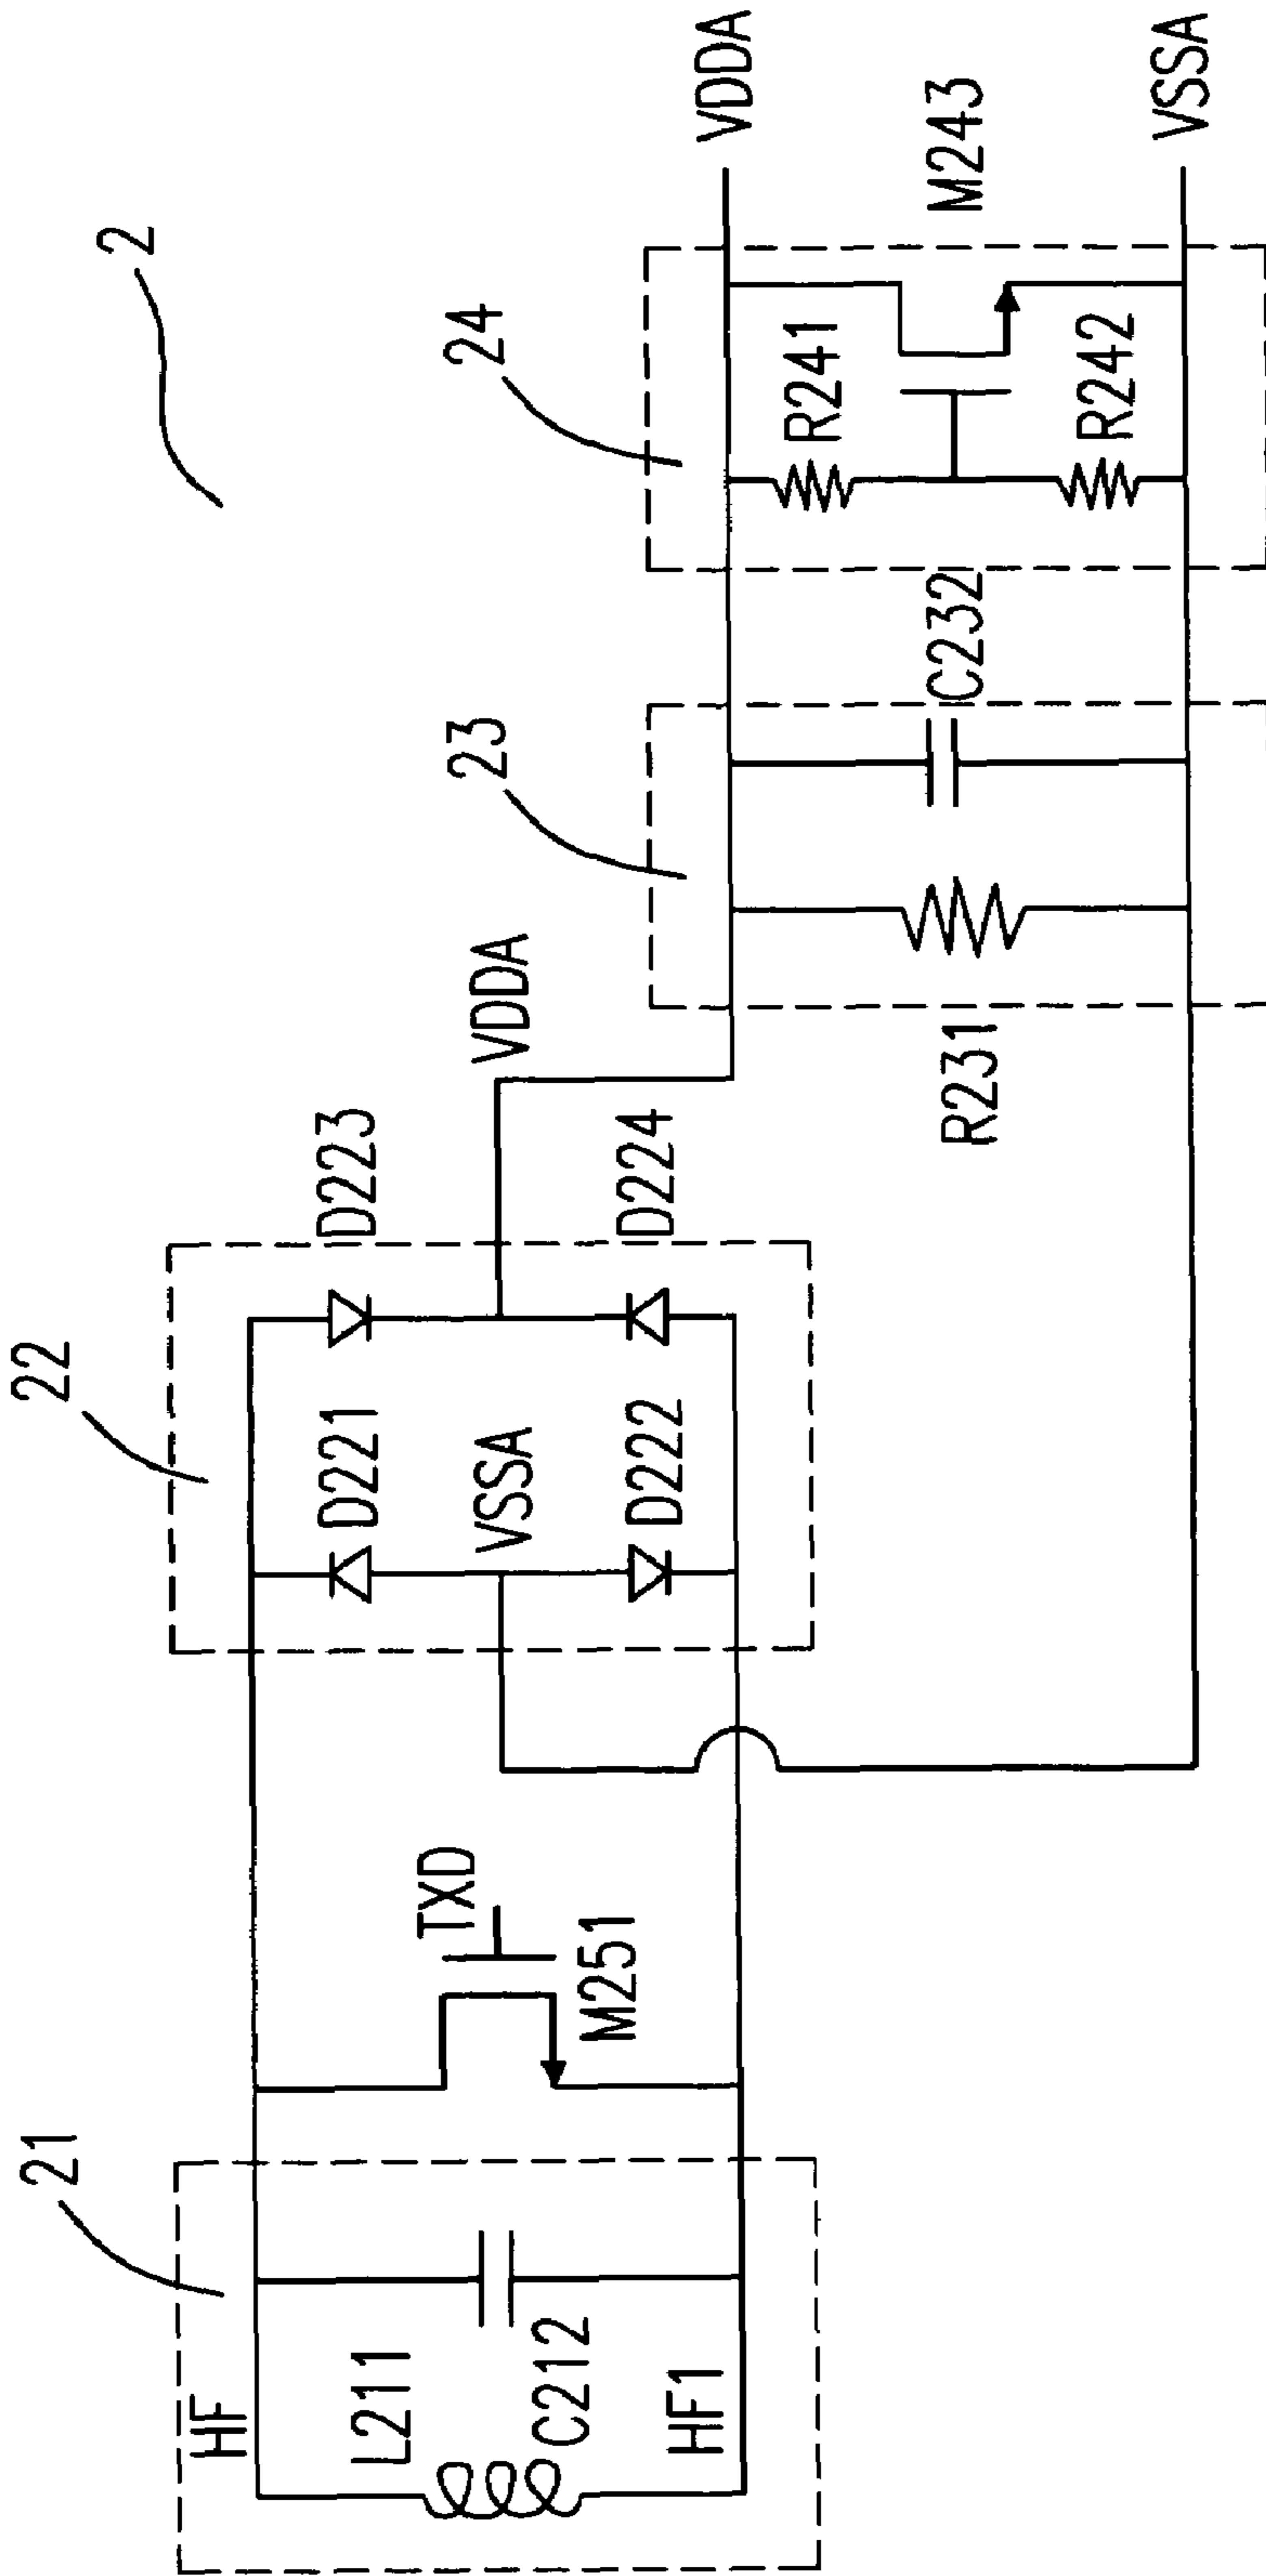 2
21
HF
L211
C212
HF1
TXD
M251
22
D221
D223
VSSA
D222
D224
VDDA
23
R231
C232
24
R241
R242
M243
VDDA
VSSA